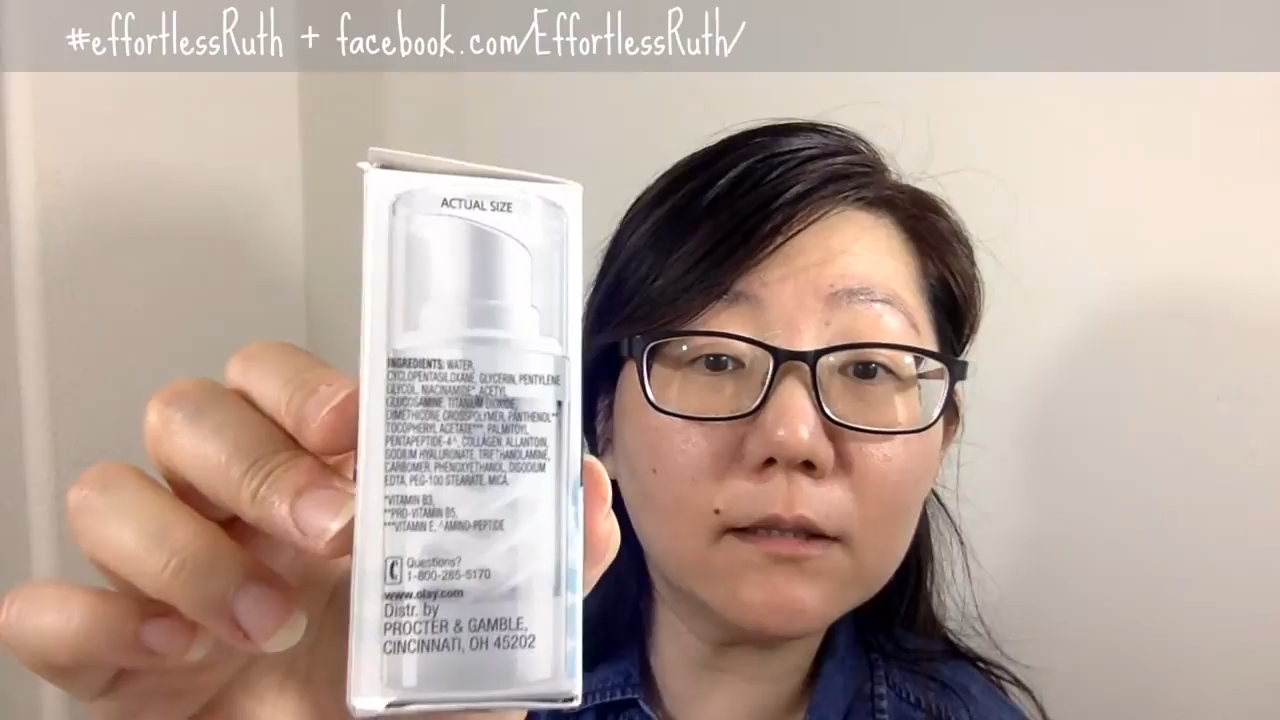 #effortlessRuth + facebook.com/EffortlessRuth/
ACTUAL SIZE
INGREDIENTS: WATER,
CYCLOPENTASILOXANE, GLYCERIN, PENTYLENE
GLYCOL, NIACINAMIDE*, ACETYL
GLUCOSAMINE, TITANIUM DIOXIDE,
DIMETHICONE CROSSPOLYMER, PANTHENOL**
TOCOPHERYL ACETATE***, PALMITOYL
PENTAPEPTIDE-4^, COLLAGEN, ALLANTOIN,
SODIUM HYALURONATE, TRIETHANOLAMINE,
CARBOMER, PHENOXYETHANOL, DISODIUM
EDTA, PEG-100 STEARATE, MICA.
*VITAMIN B3,
**PRO-VITAMIN B5,
***VITAMIN E, ^AMINO-PEPTIDE
Questions?
1-800-285-5170
www.olay.com
Distr. by
PROCTER & GAMBLE,
CINCINNATI, OH 45202